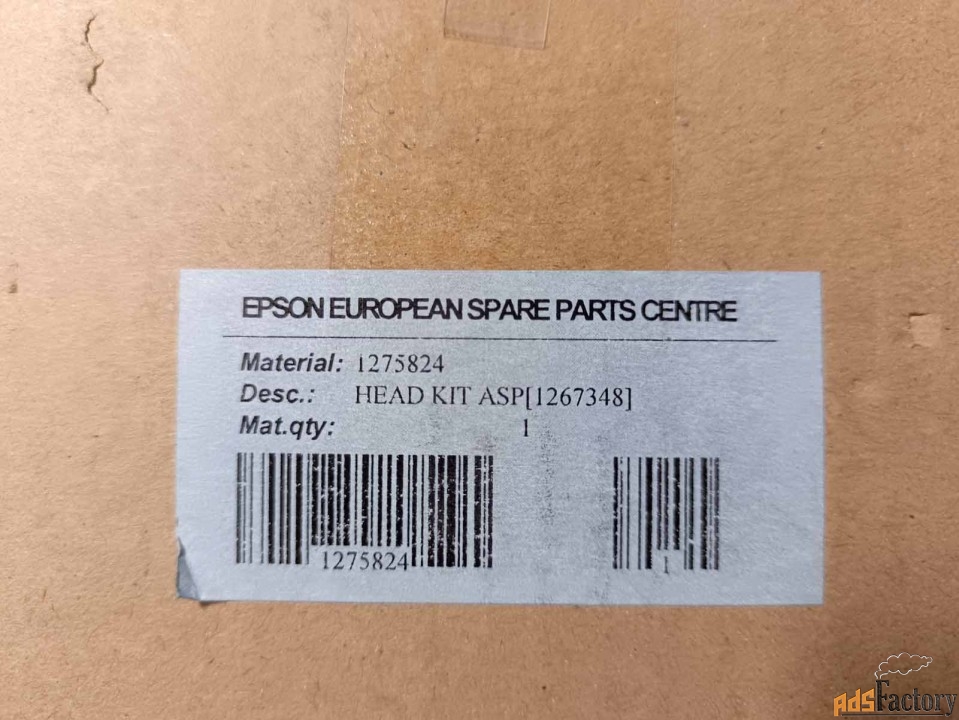 EPSON EUROPEAN SPARE PARTS CENTRE
Material: 1275824
Desc.: HEAD KIT ASP[1267348]
Mat.qty: 1
1275824 1
AdsFactory